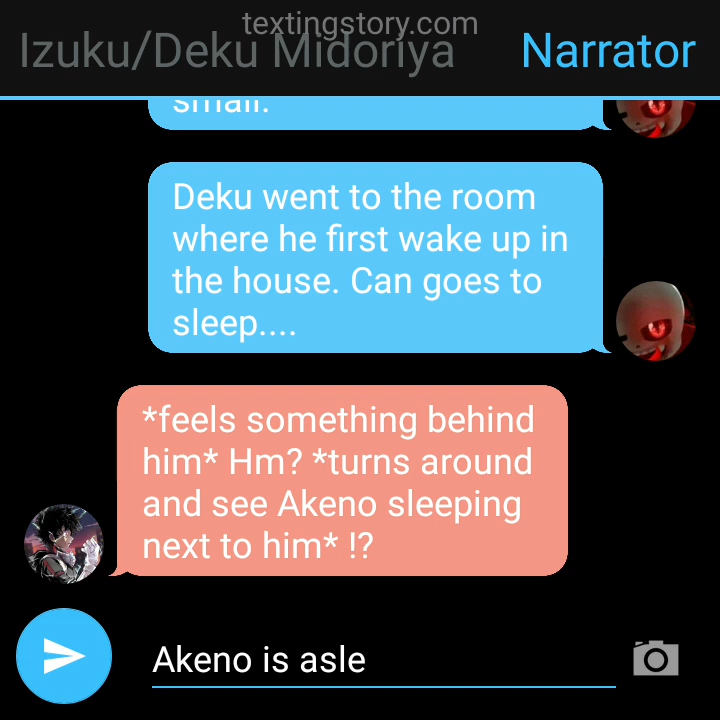 textingstory.com
Izuku/Deku Midoriya
Narrator
small.
Deku went to the room
where he first wake up in
the house. Can goes to
sleep....
*feels something behind
him* Hm? *turns around
and see Akeno sleeping
next to him* !?
Akeno is asle